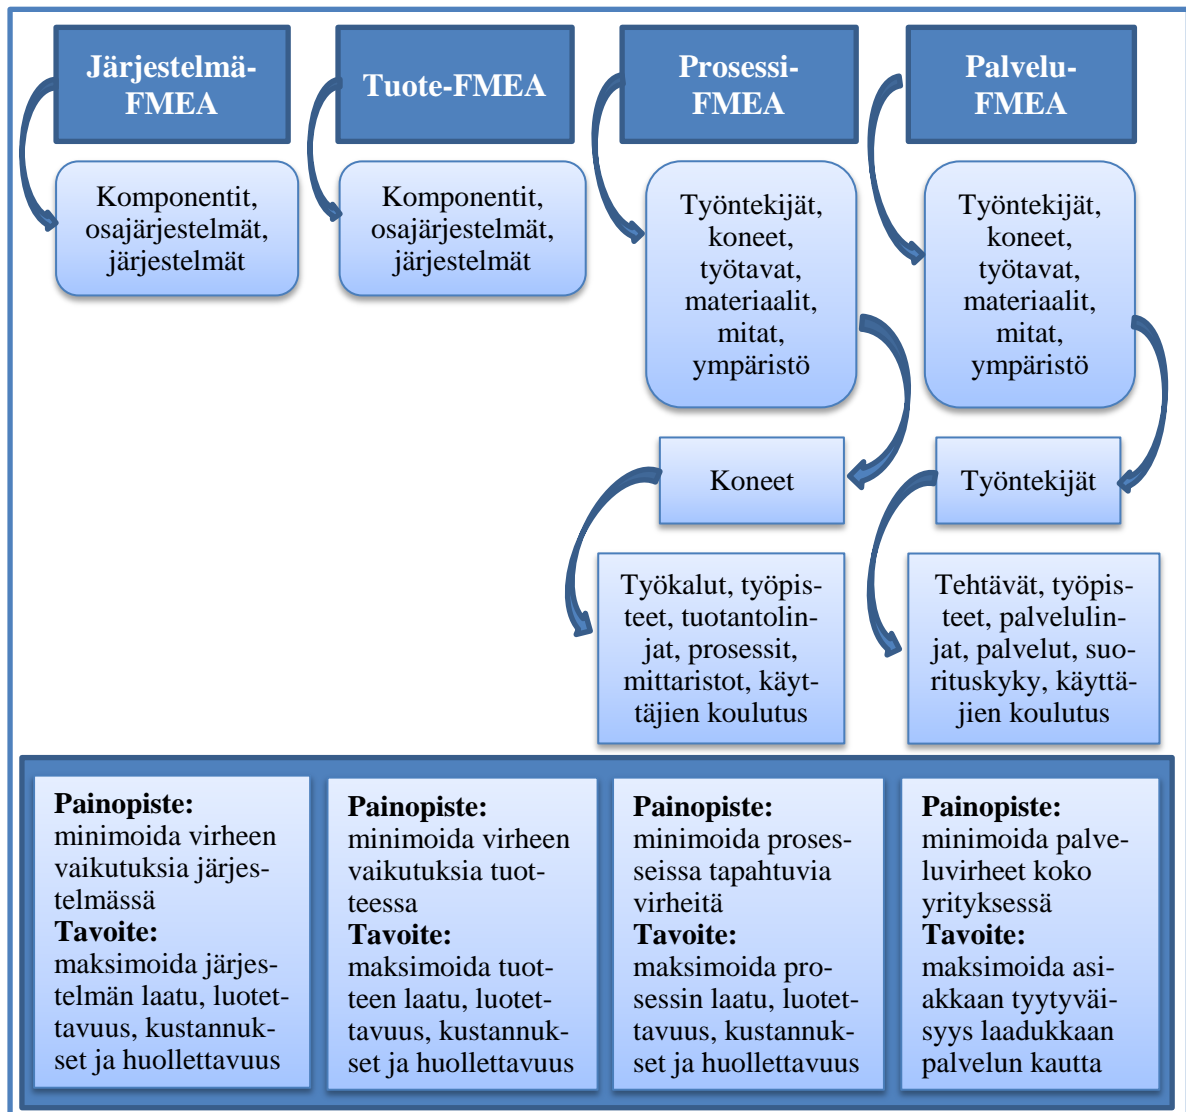 Järjestelmä-
FMEA
Tuote-FMEA
Prosessi-
FMEA
Palvelu-
FMEA
Komponentit,
osajärjestelmät,
järjestelmät
Komponentit,
osajärjestelmät,
järjestelmät
Työntekijät,
koneet,
työtavat,
materiaalit,
mitat,
ympäristö
Työntekijät,
koneet,
työtavat,
materiaalit,
mitat,
ympäristö
Koneet
Työntekijät
Työkalut, työpis-
teet, tuotantolin-
jat, prosessit,
mittaristot, käyt-
täjien koulutus
Tehtävät, työpis-
teet, palvelulin-
jat, palvelut, suo-
rituskyky, käyttä-
jien koulutus
Painopiste:
minimoida virheen
vaikutuksia järjes-
telmässä
Tavoite:
maksimoida järjes-
telmän laatu, luotet-
tavuus, kustannuk-
set ja huollettavuus
Painopiste:
minimoida virheen
vaikutuksia tuot-
teessa
Tavoite:
maksimoida tuot-
teen laatu, luotet-
tavuus, kustannuk-
set ja huollettavuus
Painopiste:
minimoida proses-
seissa tapahtuvia
virheitä
Tavoite:
maksimoida pro-
sessin laatu, luotet-
tavuus, kustannuk-
set ja huollettavuus
Painopiste:
minimoida palve-
luvirheet koko
yrityksessä
Tavoite:
maksimoida asi-
akkaan tyytyväi-
syys laadukkaan
palvelun kautta